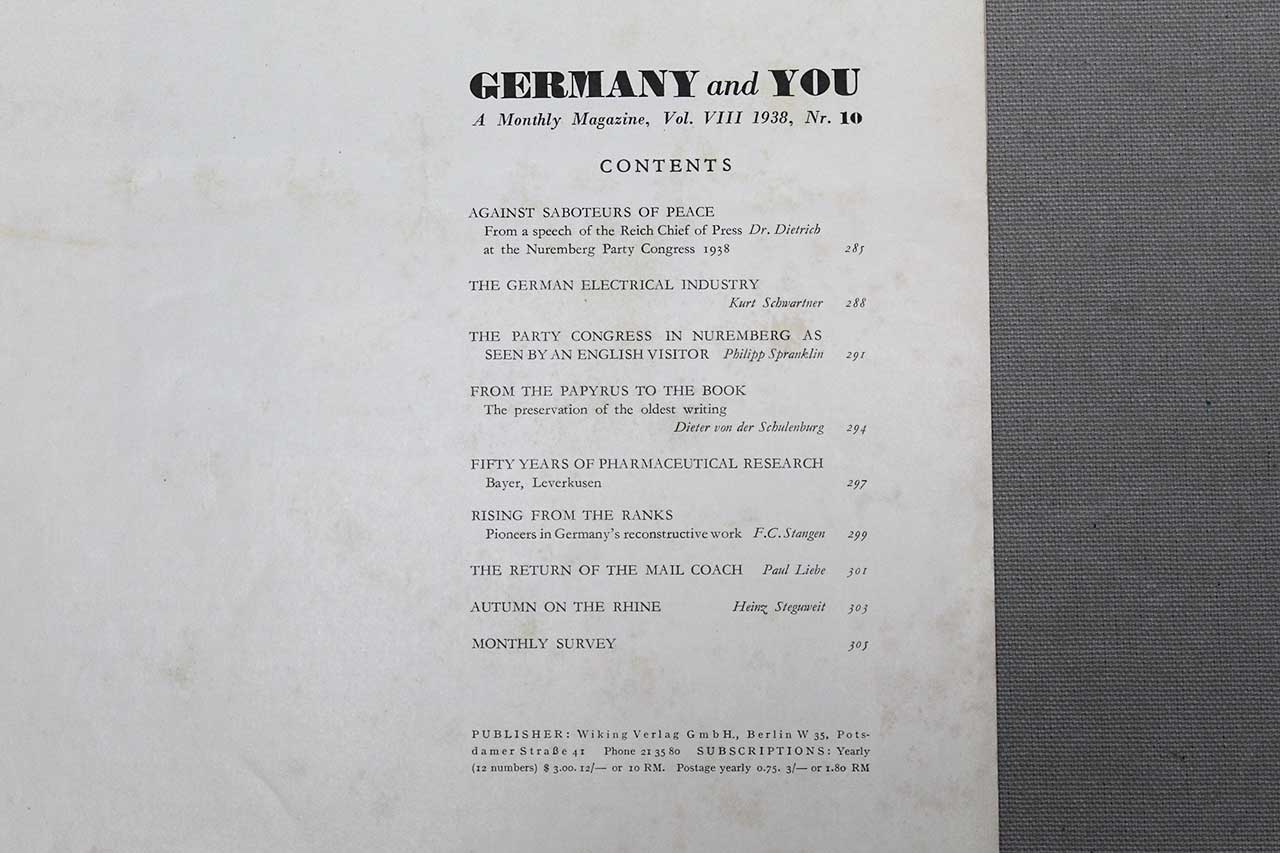 GERMANY and YOU
A Monthly Magazine, Vol. VIII 1938, Nr. 10
CONTENTS
AGAINST SABOTEURS OF PEACE
From a speech of the Reich Chief of Press Dr. Dietrich
at the Nuremberg Party Congress 1938 285
THE GERMAN ELECTRICAL INDUSTRY
Kurt Schwartner 288
THE PARTY CONGRESS IN NUREMBERG AS
SEEN BY AN ENGLISH VISITOR Philipp Spranklin 291
FROM THE PAPYRUS TO THE BOOK
The preservation of the oldest writing
Dieter von der Schulenburg 294
FIFTY YEARS OF PHARMACEUTICAL RESEARCH
Bayer, Leverkusen 297
RISING FROM THE RANKS
Pioneers in Germany's reconstructive work F.C. Stangen 299
THE RETURN OF THE MAIL COACH Paul Liebe 301
AUTUMN ON THE RHINE Heinz Steguweit 303
MONTHLY SURVEY 305
PUBLISHER: Wiking Verlag GmbH., Berlin W 35, Pots-
damer Straße 41 Phone 21 35 80 SUBSCRIPTIONS: Yearly
(12 numbers) $ 3.00. 12/— or 10 RM. Postage yearly 0.75. 3/— or 1.80 RM